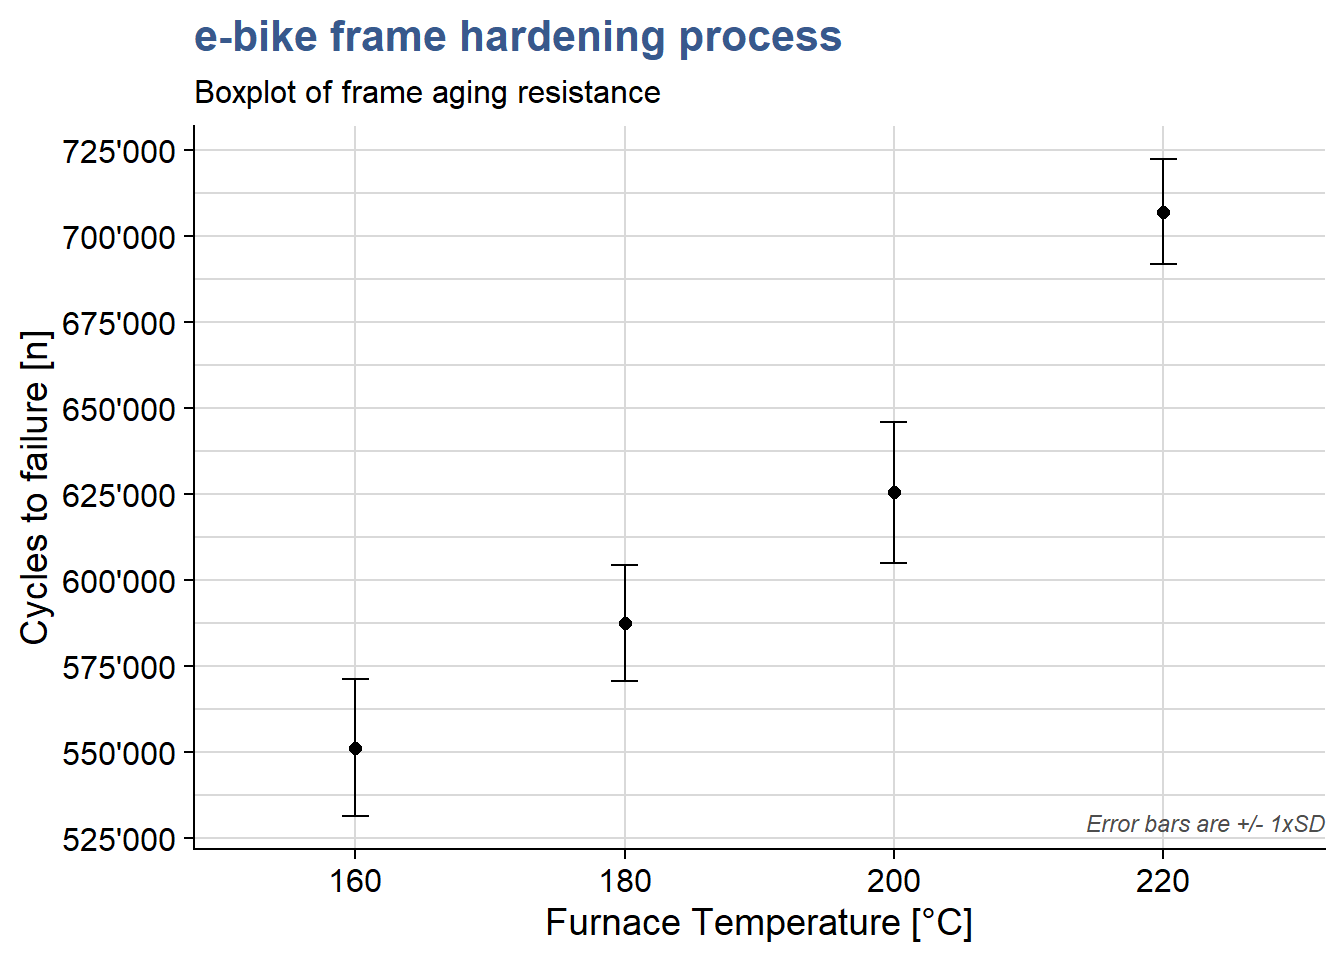 e-bike frame hardening process
Boxplot of frame aging resistance
725'000
700'000
675'000
650'000
625'000
600'000
575'000
550'000
525'000
Cycles to failure [n]
Error bars are +/- 1xSD
160 180 200 220
Furnace Temperature [°C]